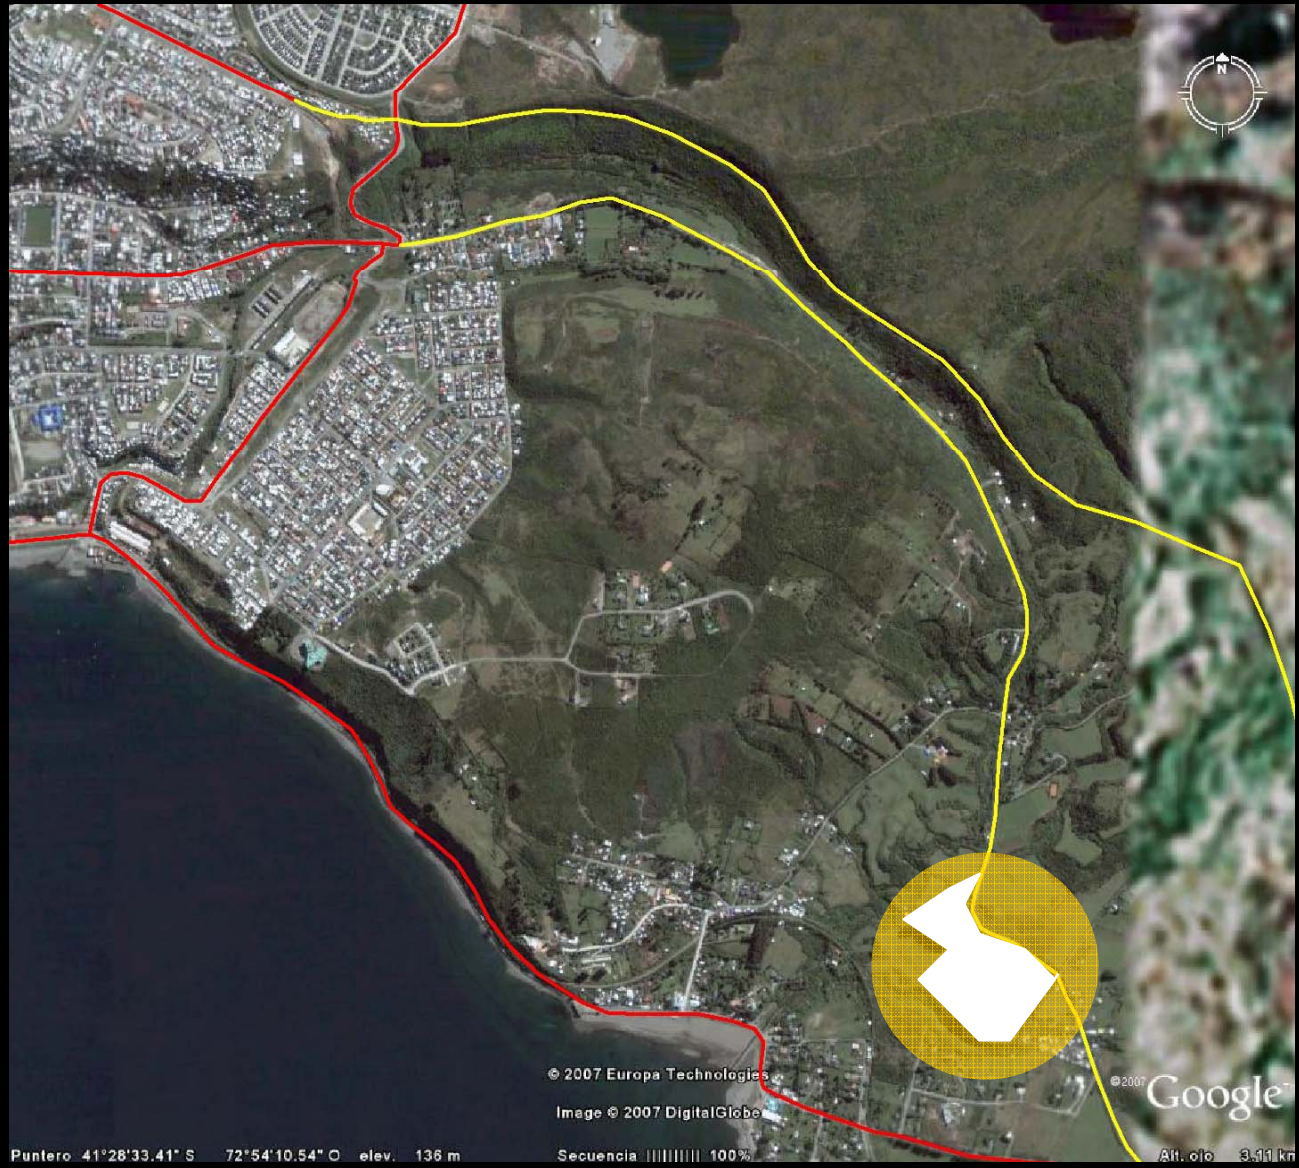 N
© 2007 Europa Technologies
Image © 2007 DigitalGlobe
© 2007 Google™
Puntero 41°28'33.41" S 72°54'10.54" O elev. 136 m Secuencia |||||||||| 100% Alt. ojo 3.11 km